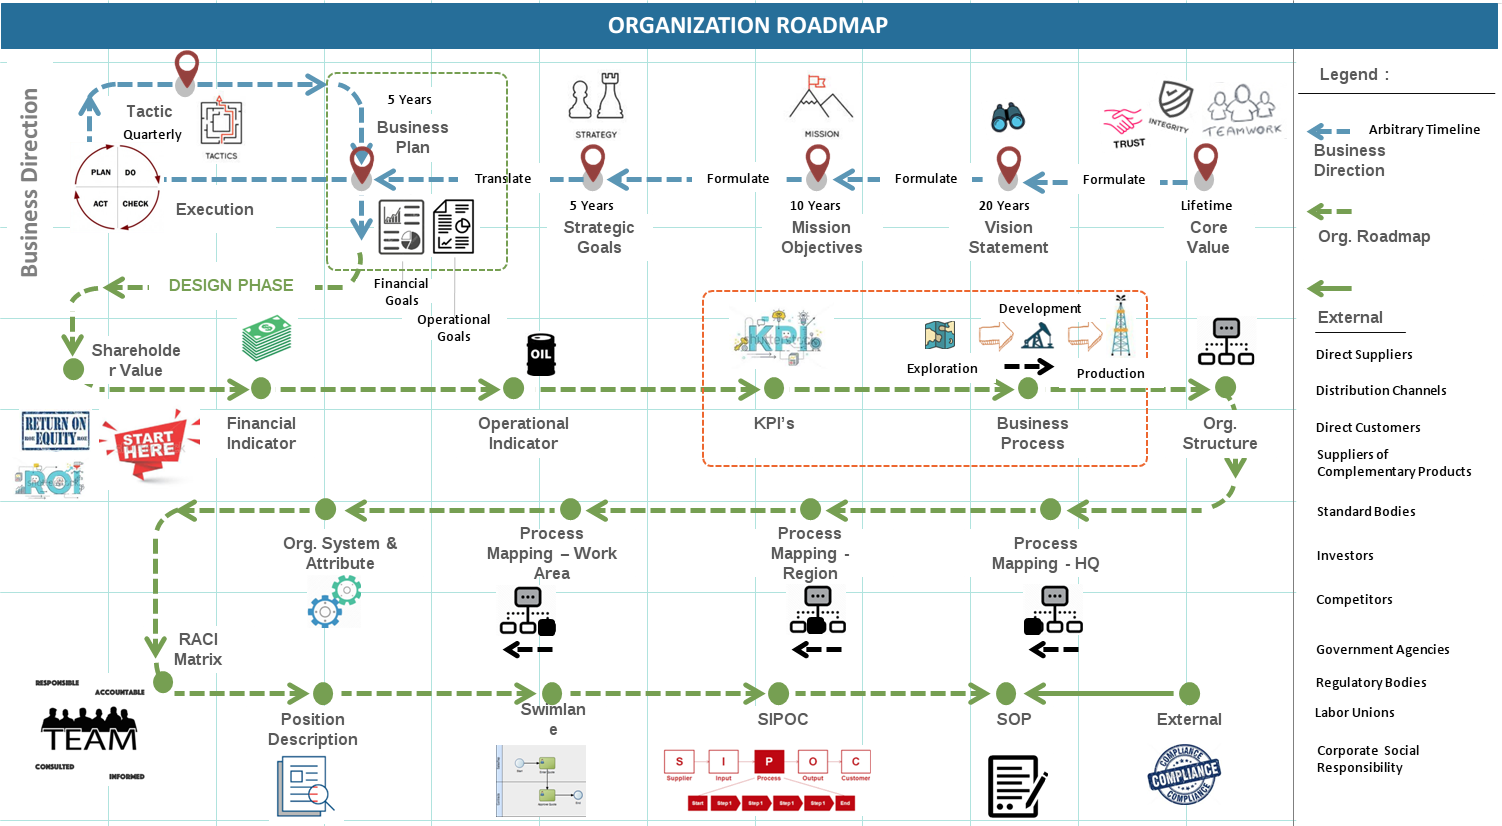 ORGANIZATION ROADMAP
Business Direction
Tactic
Quarterly
TACTICS
PLAN
DO
ACT
CHECK
Execution
5 Years
Business
Plan
Translate
Financial
Goals
Operational
Goals
STRATEGY
5 Years
Strategic
Goals
Formulate
MISSION
10 Years
Mission
Objectives
Formulate
20 Years
Vision
Statement
Formulate
TRUST
INTEGRITY
TEAMWORK
Lifetime
Core
Value
DESIGN PHASE
Shareholde
r Value
RETURN ON
EQUITY
ROI
START
HERE
Financial
Indicator
OIL
Operational
Indicator
KPI
shutterstock
KPI's
Exploration
Development
Production
Business
Process
Org.
Structure
Org. System &
Attribute
Process
Mapping – Work
Area
Process
Mapping -
Region
Process
Mapping - HQ
RACI
Matrix
RESPONSIBLE
ACCOUNTABLE
TEAM
CONSULTED
INFORMED
Position
Description
Swimlan
e
SIPOC
S I P O C
Supplier Input Process Output Customer
Start Step 1 Step 1 Step 1 Step 1 End
SOP
External
COMPLIANCE
COMPLIANCE
COMPLIANCE
Legend :
Arbitrary Timeline
Business
Direction
Org. Roadmap
External
Direct Suppliers
Distribution Channels
Direct Customers
Suppliers of
Complementary Products
Standard Bodies
Investors
Competitors
Government Agencies
Regulatory Bodies
Labor Unions
Corporate Social
Responsibility